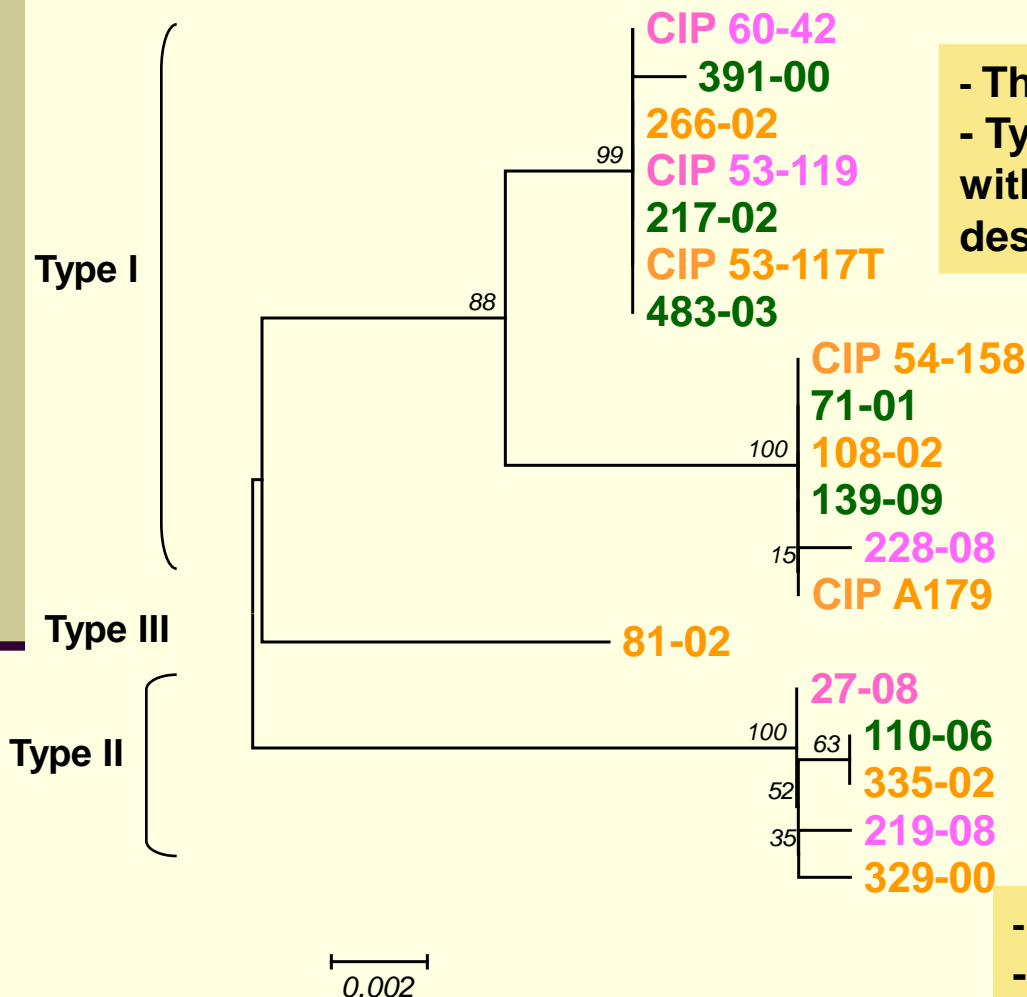 CIP 60-42
391-00
266-02
99
CIP 53-119
217-02
CIP 53-117T
483-03
- Th
- Ty
with
des
Type I
88
CIP 54-158
71-01
100
108-02
139-09
15
228-08
CIP A179
Type III
81-02
27-08
100
63
110-06
Type II
335-02
52
219-08
35
329-00
-
-
0.002